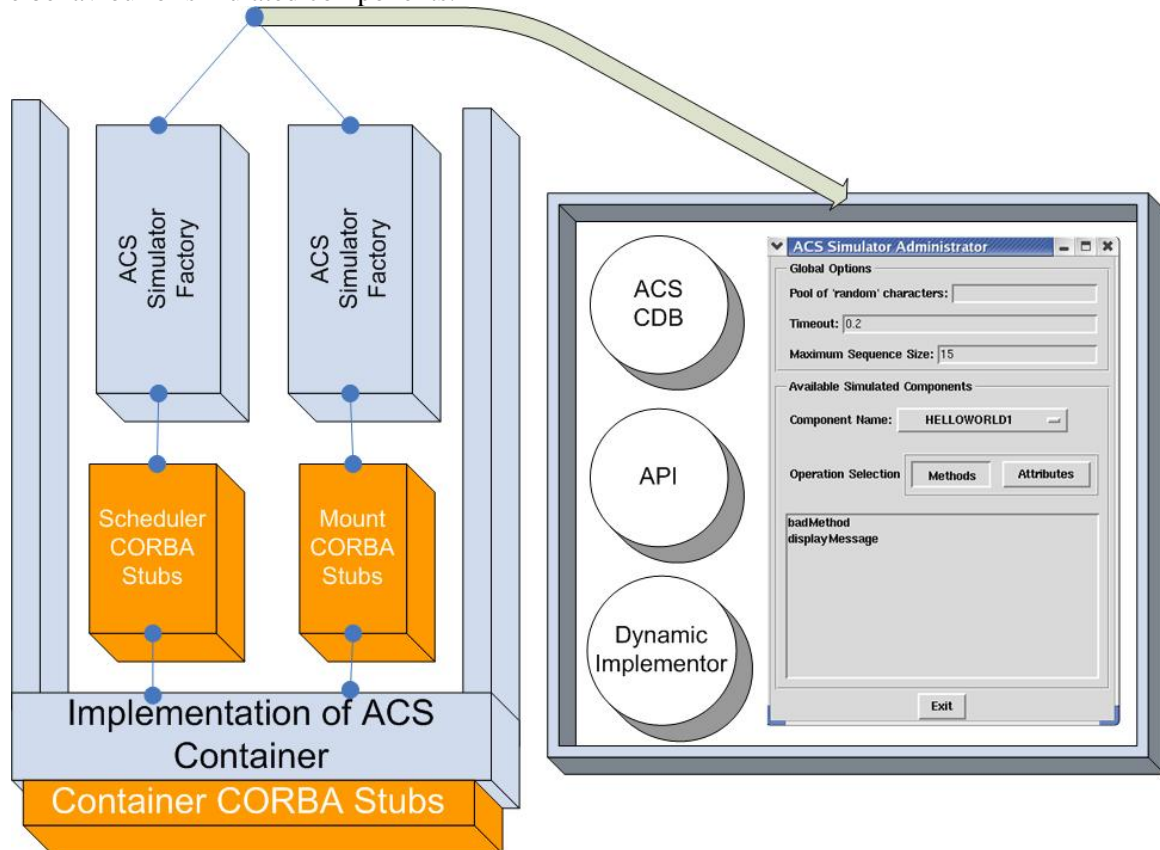 ACS
Simulator
Factory
ACS
Simulator
Factory
Scheduler
CORBA
Stubs
Mount
CORBA
Stubs
Implementation of ACS
Container
Container CORBA Stubs
ACS
CDB
API
Dynamic
Implementor
ACS Simulator Administrator
Global Options
Pool of 'random' characters:
Timeout: 0.2
Maximum Sequence Size: 15
Available Simulated Components
Component Name: HELLOWORLD1
Operation Selection Methods Attributes
badMethod
displayMessage
Exit